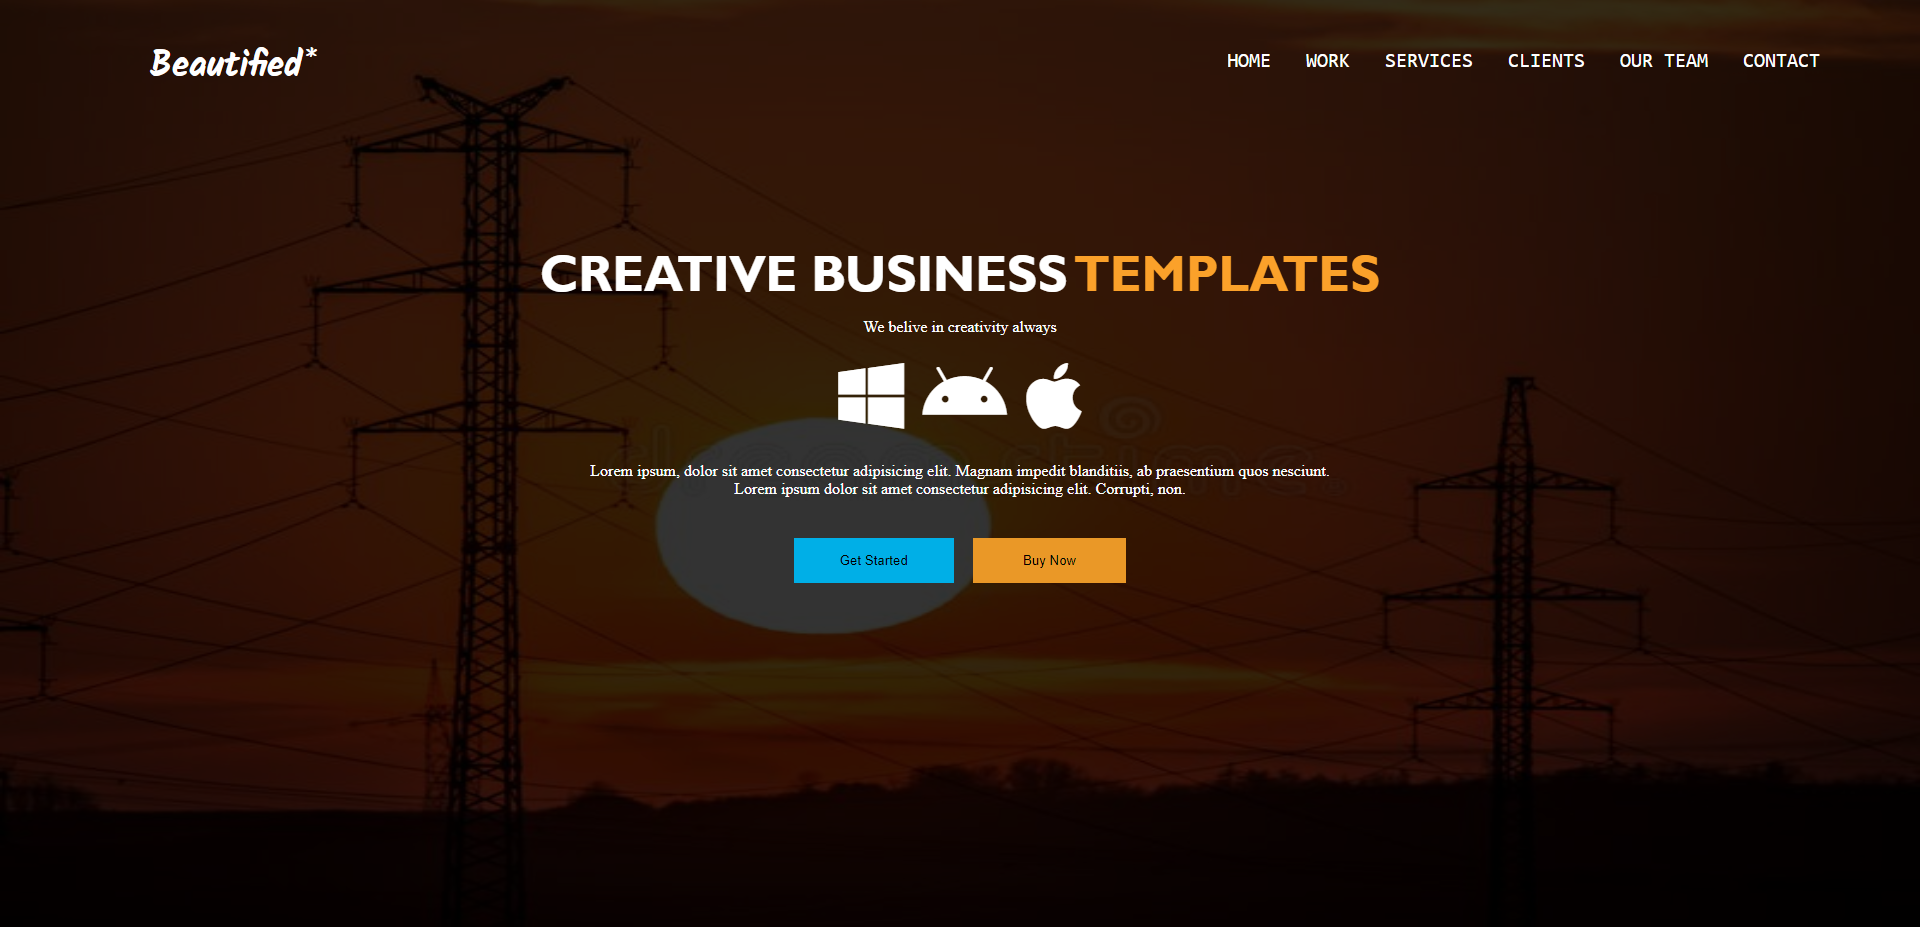 Beautified*
HOME WORK SERVICES CLIENTS OUR TEAM CONTACT
CREATIVE BUSINESS TEMPLATES
We belive in creativity always
Lorem ipsum, dolor sit amet consectetur adipisicing elit. Magnam impedit blanditiis, ab praesentium quos nesciunt.
Lorem ipsum dolor sit amet consectetur adipisicing elit. Corrupti, non.
Get Started Buy Now